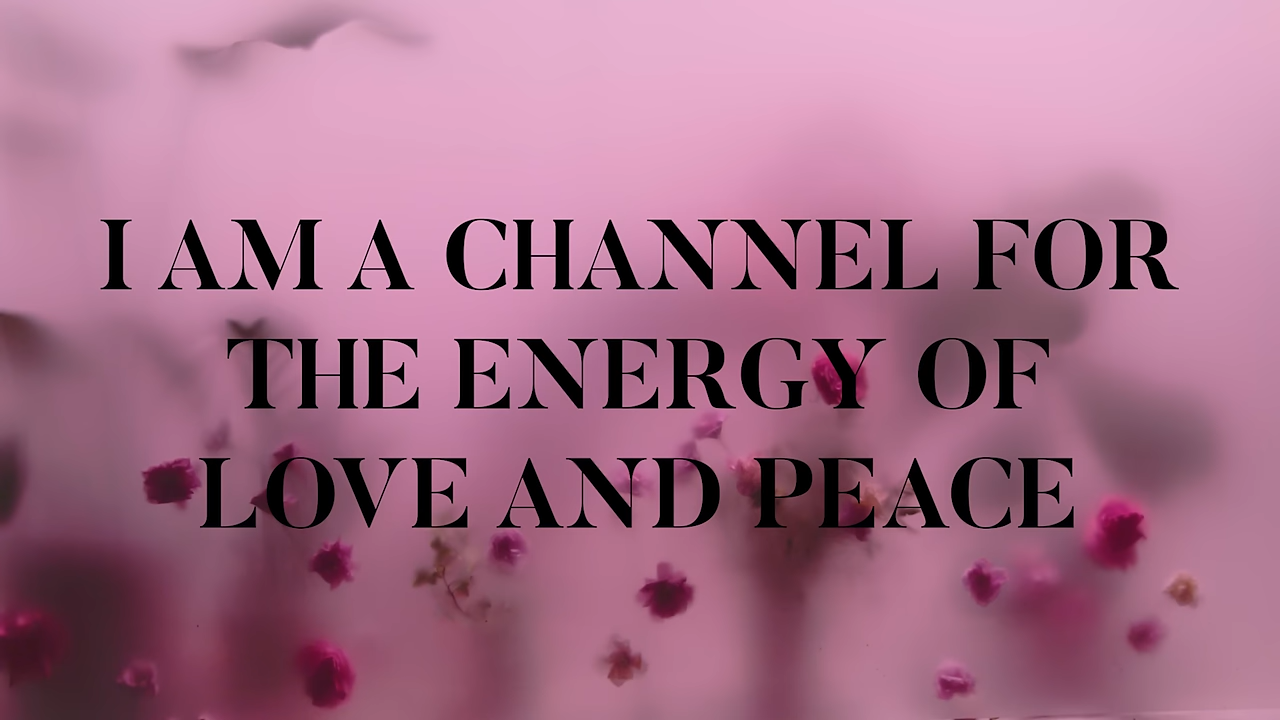 I AM A CHANNEL FOR
THE ENERGY OF
LOVE AND PEACE